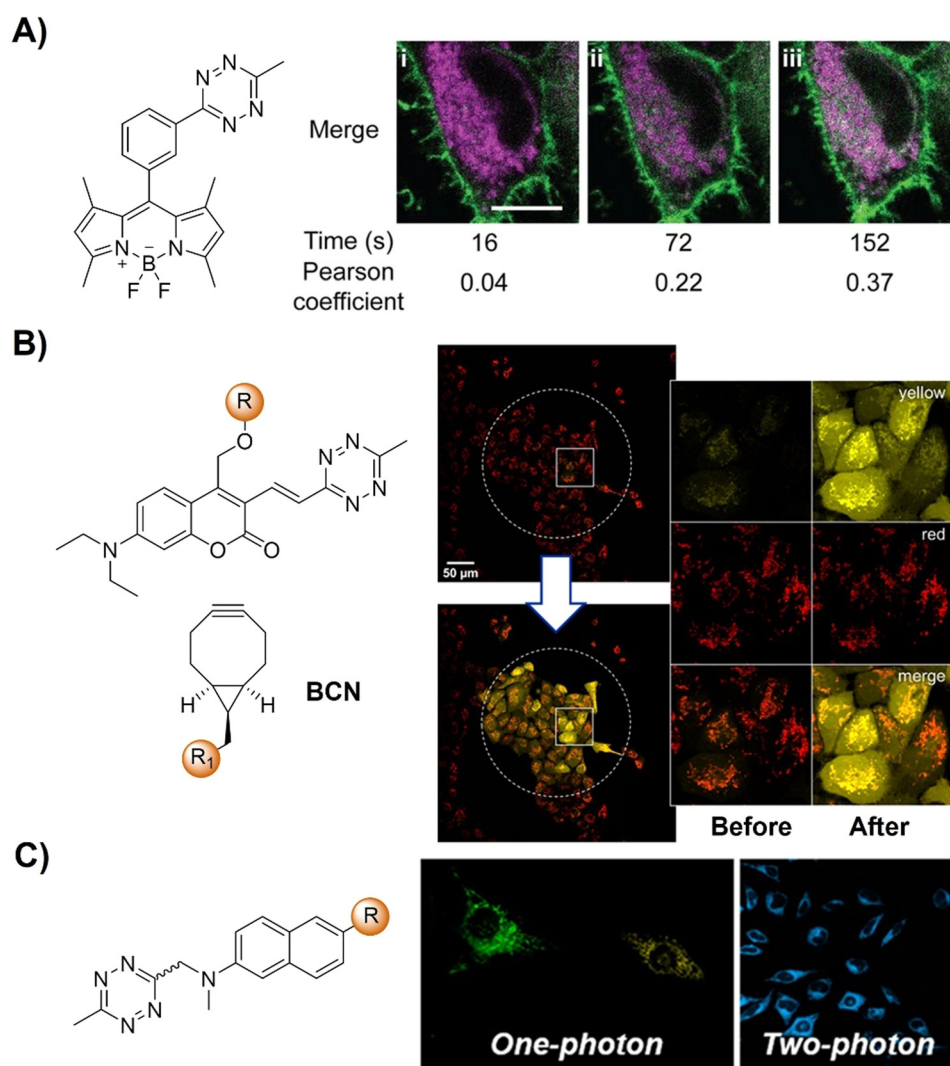 A)
N
N
N
N
N
+
N
–
B
F
F
Merge
i
ii
iii
Time (s)
16
72
152
Pearson
coefficient
0.04
0.22
0.37
B)
R
O
N
N
N
N
N
O
O
H
H
BCN
R1
50 µm
yellow
red
merge
Before
After
C)
R
N
N
N
N
N
One-photon
Two-photon